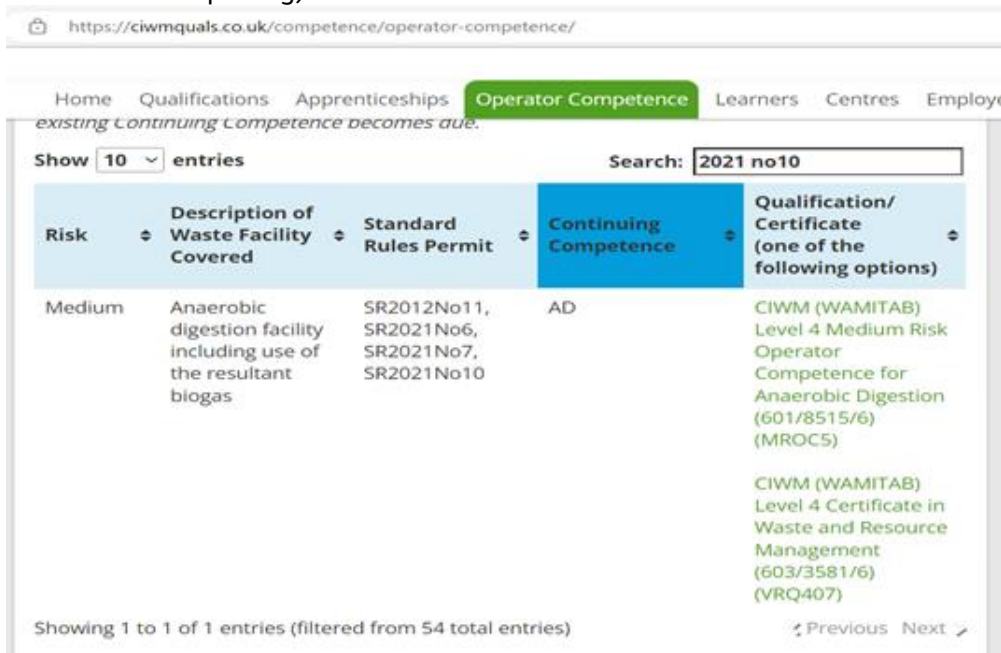 https://ciwmquals.co.uk/competence/operator-competence/
Home Qualifications Apprenticeships Operator Competence Learners Centres Employe
existing Continuing Competence becomes due.
Show 10 entries Search: 2021 no10
Risk
Description of
Waste Facility
Covered
Standard
Rules Permit
Continuing
Competence
Qualification/
Certificate
(one of the
following options)
Medium
Anaerobic
digestion facility
including use of
the resultant
biogas
SR2012No11,
SR2021No6,
SR2021No7,
SR2021No10
AD
CIWM (WAMITAB)
Level 4 Medium Risk
Operator
Competence for
Anaerobic Digestion
(601/8515/6)
(MROC5)
CIWM (WAMITAB)
Level 4 Certificate in
Waste and Resource
Management
(603/3581/6)
(VRQ407)
Showing 1 to 1 of 1 entries (filtered from 54 total entries) Previous Next